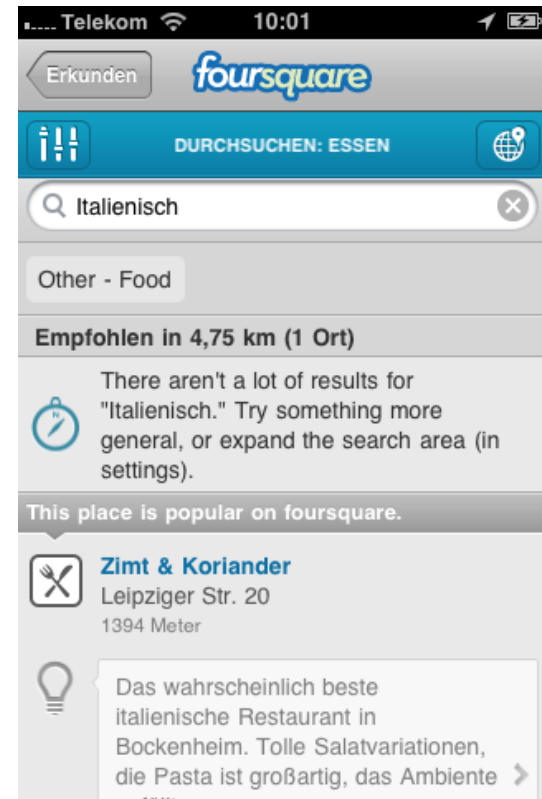 ..... Telekom 10:01
Erkunden foursquare
DURCHSUCHEN: ESSEN
Italienisch
Other - Food
Empfohlen in 4,75 km (1 Ort)
There aren't a lot of results for
"Italienisch." Try something more
general, or expand the search area (in
settings).
This place is popular on foursquare.
Zimt & Koriander
Leipziger Str. 20
1394 Meter
Das wahrscheinlich beste
italienische Restaurant in
Bockenheim. Tolle Salatvariationen,
die Pasta ist großartig, das Ambiente